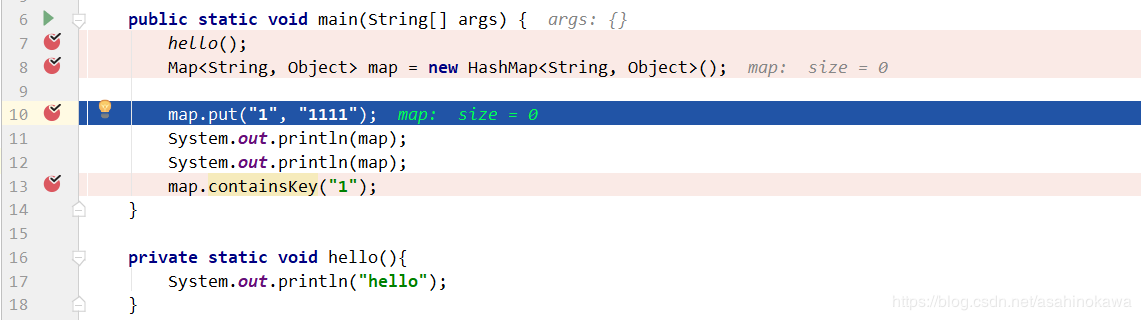 6 public static void main(String[] args) { args: {}
7 hello();
8 Map<String, Object> map = new HashMap<String, Object>(); map: size = 0
9
10 map.put("1", "1111"); map: size = 0
11 System.out.println(map);
12 System.out.println(map);
13 map.containsKey("1");
14 }
15
16 private static void hello(){
17 System.out.println("hello");
18 }
https://blog.csdn.net/asahinokawa